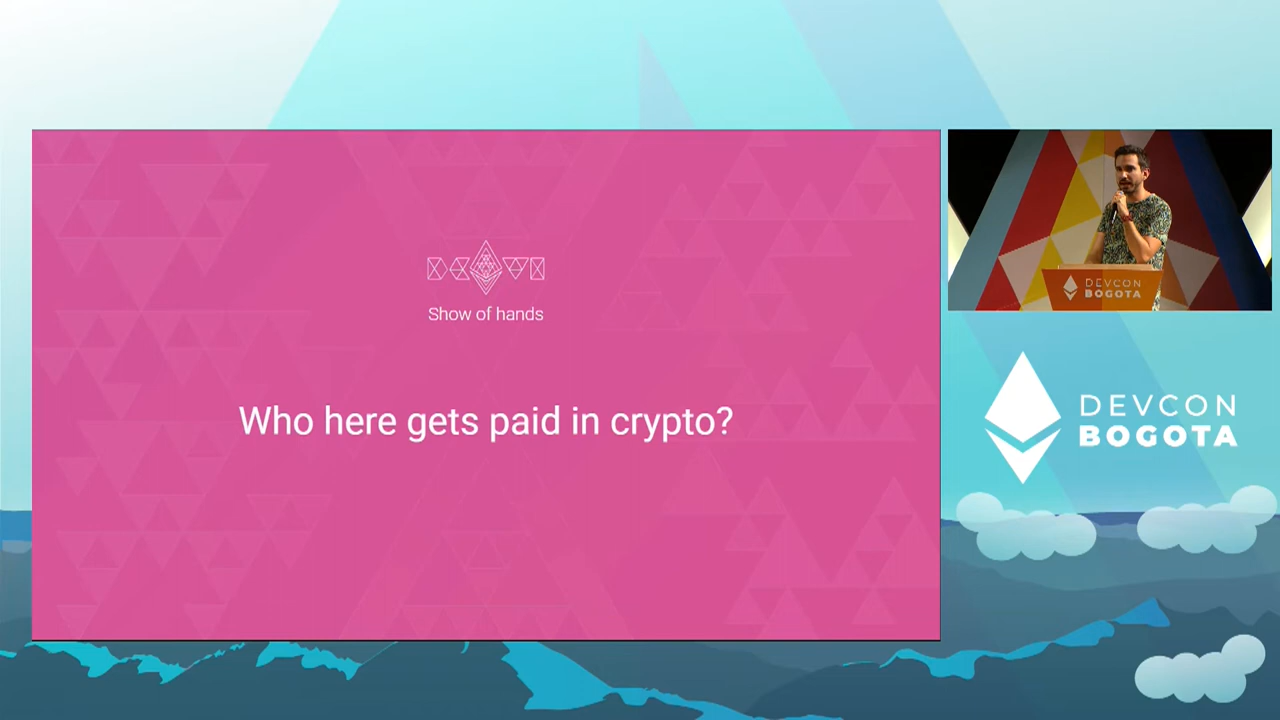 Show of hands
Who here gets paid in crypto?
DEVCON
BOGOTA
DEVCON
BOGOTA